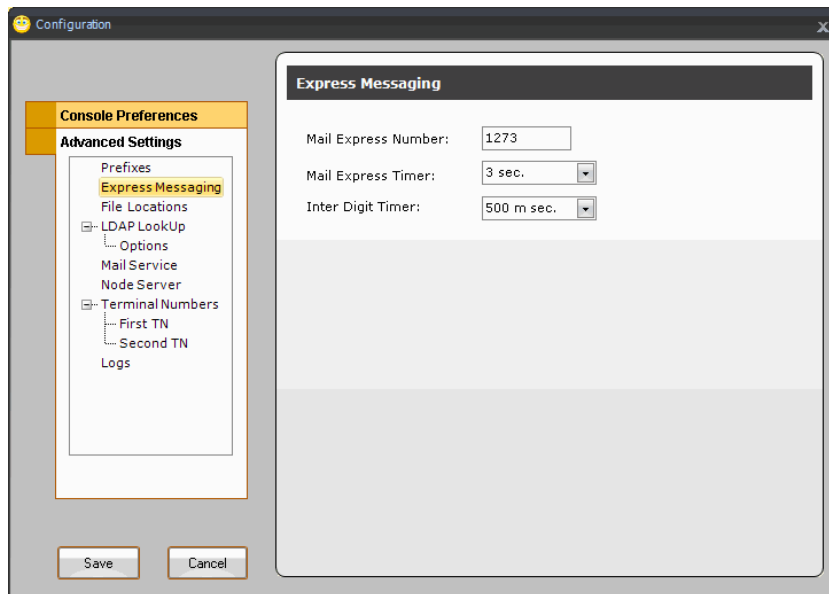 Configuration
x
Console Preferences
Advanced Settings
Prefixes
Express Messaging
File Locations
LDAP LookUp
Options
Mail Service
Node Server
Terminal Numbers
First TN
Second TN
Logs
Save
Cancel
Express Messaging
Mail Express Number: 1273
Mail Express Timer: 3 sec.
Inter Digit Timer: 500 m sec.